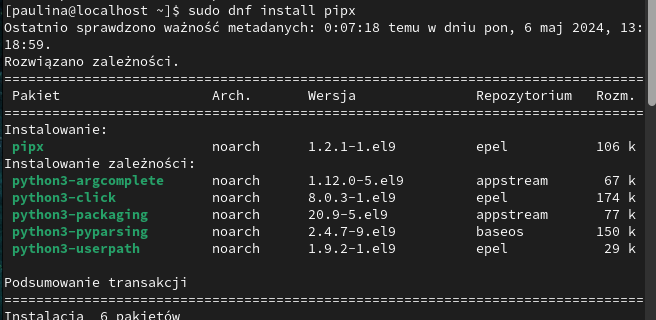 [paulina@localhost ~]$ sudo dnf install pipx
Ostatnio sprawdzono ważność metadanych: 0:07:18 temu w dniu pon, 6 maj 2024, 13:
18:59.
Rozwiązano zależności.
================================================================================
Pakiet Arch. Wersja Repozytorium Rozm.
================================================================================
Instalowanie:
pipx noarch 1.2.1-1.el9 epel 106 k
Instalowanie zależności:
python3-argcomplete noarch 1.12.0-5.el9 appstream 67 k
python3-click noarch 8.0.3-1.el9 epel 174 k
python3-packaging noarch 20.9-5.el9 appstream 77 k
python3-pyparsing noarch 2.4.7-9.el9 baseos 150 k
python3-userpath noarch 1.9.2-1.el9 epel 29 k
Podsumowanie transakcji
================================================================================
Instalacja 6 pakietów